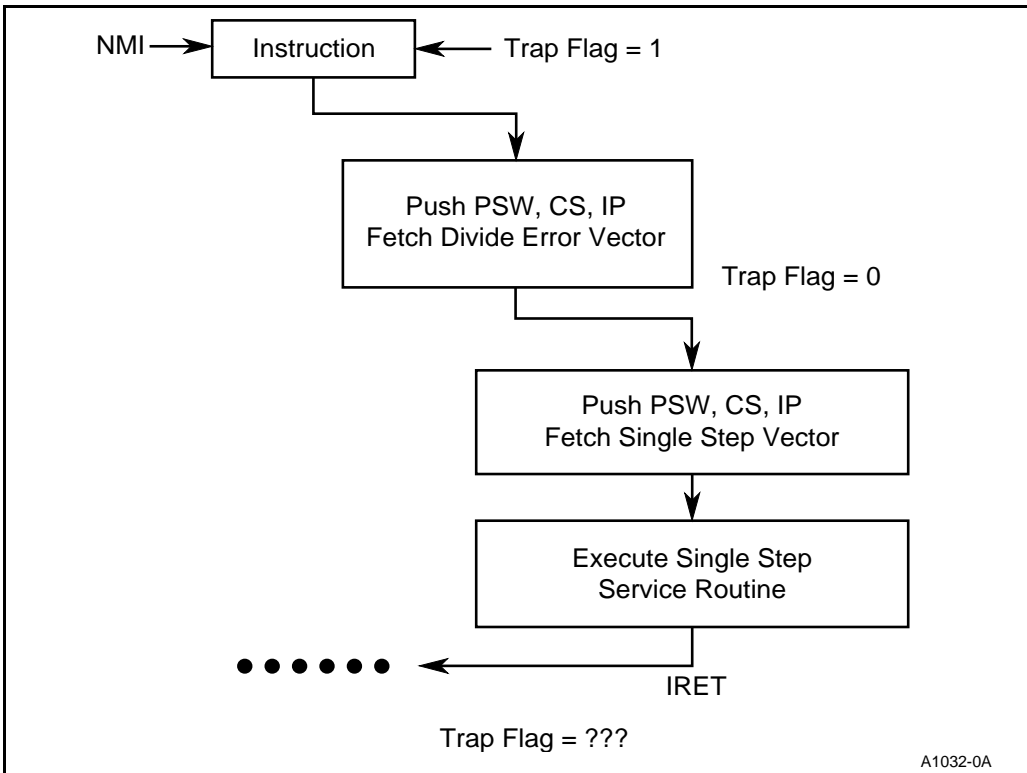 NMI
Instruction
Trap Flag = 1
Push PSW, CS, IP
Fetch Divide Error Vector
Trap Flag = 0
Push PSW, CS, IP
Fetch Single Step Vector
Execute Single Step
Service Routine
IRET
Trap Flag = ???
A1032-0A